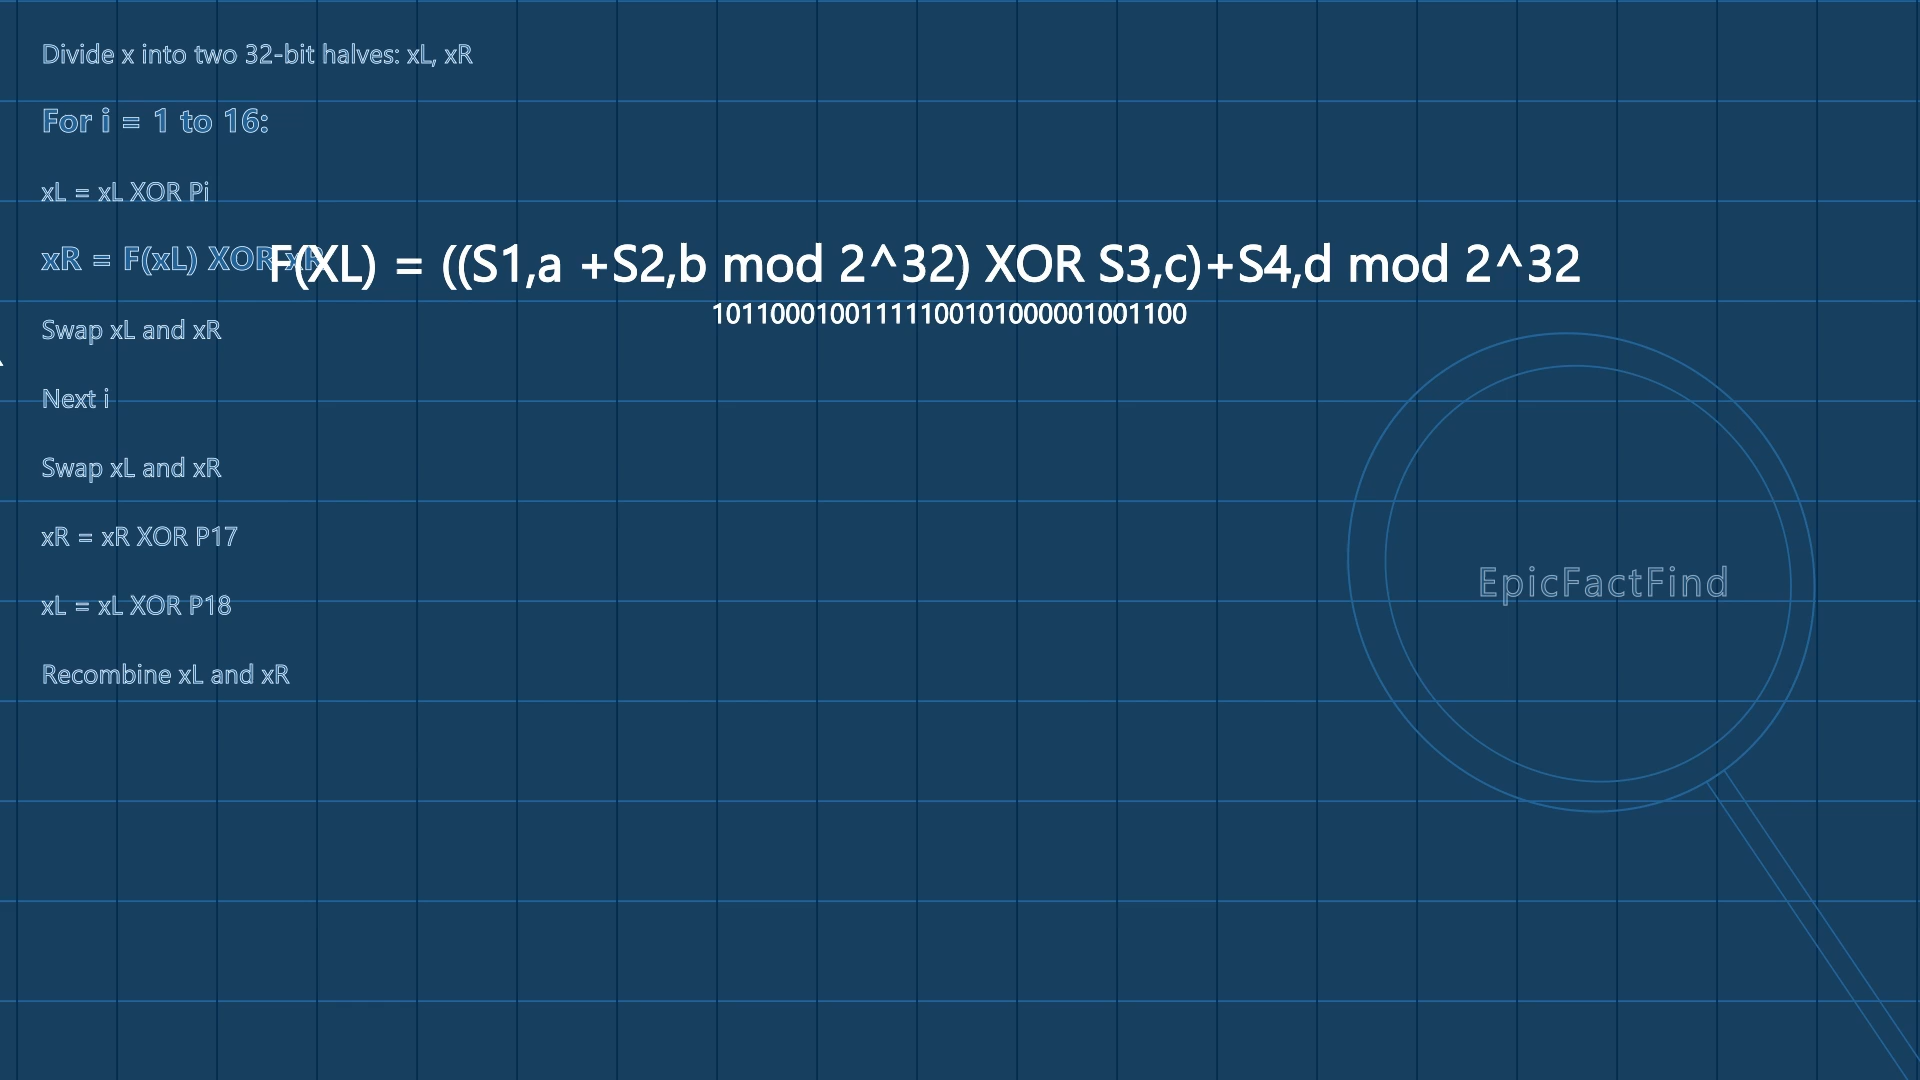 Divide x into two 32-bit halves: xL, xR
For i = 1 to 16:
xL = xL XOR Pi
xR = F(xL) XOR xR
F(XL) = ((S1,a +S2,b mod 2^32) XOR S3,c)+S4,d mod 2^32
10110001001111100101000001001100
Swap xL and xR
Next i
Swap xL and xR
xR = xR XOR P17
EpicFactFind
xL = xL XOR P18
Recombine xL and xR